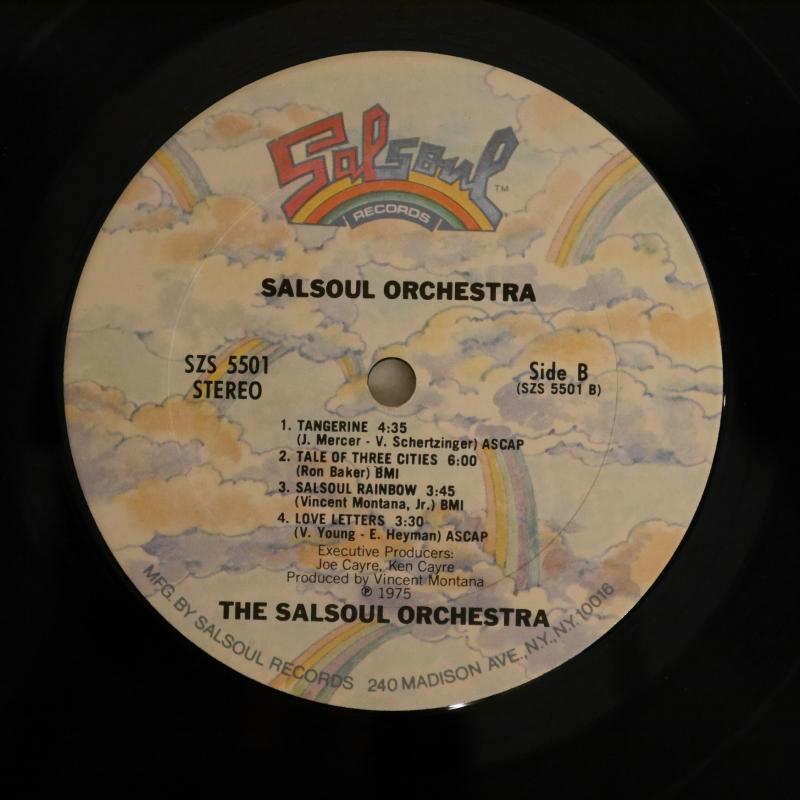 Salsoul TM
RECORDS
SALSOUL ORCHESTRA
SZS 5501
STEREO
Side B
(SZS 5501 B)
1. TANGERINE 4:35
(J. Mercer - V. Schertzinger) ASCAP
2. TALE OF THREE CITIES 6:00
(Ron Baker) BMI
3. SALSOUL RAINBOW 3:45
(Vincent Montana, Jr.) BMI
4. LOVE LETTERS 3:30
(V. Young - E. Heyman) ASCAP
Executive Producers:
Joe Cayre, Ken Cayre
Produced by Vincent Montana
℗ 1975
THE SALSOUL ORCHESTRA
MFG. BY SALSOUL RECORDS 240 MADISON AVE., N.Y., N.Y. 10016